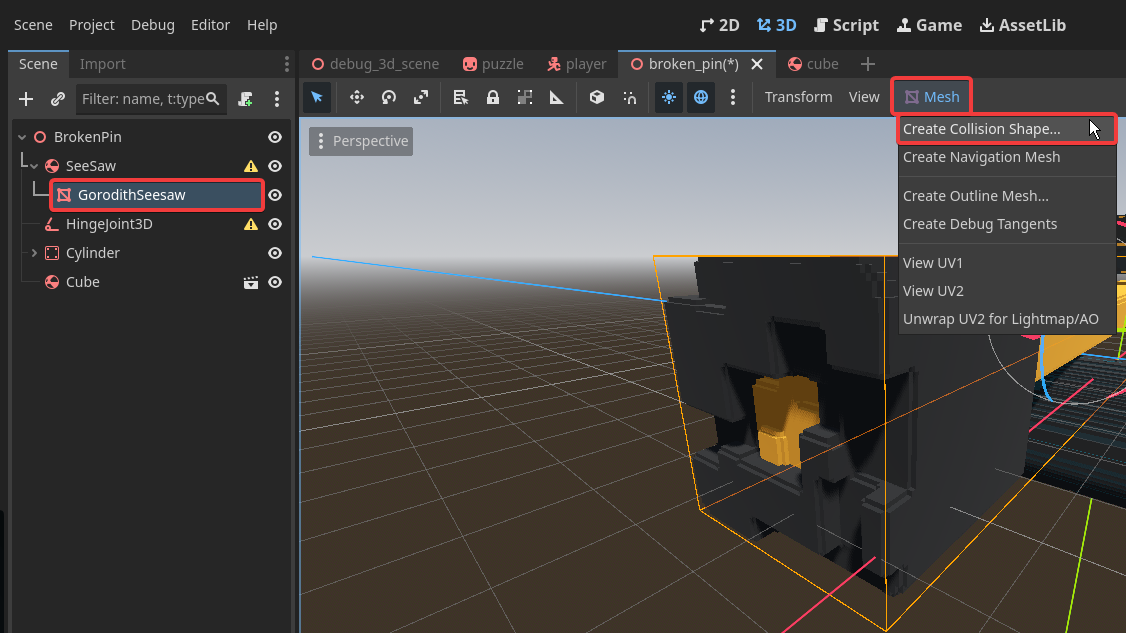 Scene Project Debug Editor Help 2D 3D Script Game AssetLib
Scene Import debug_3d_scene puzzle player broken_pin(*) cube
Filter: name, t:type Transform View Mesh
Perspective
BrokenPin
SeeSaw
GorodithSeesaw
HingeJoint3D
Cylinder
Cube
Create Collision Shape...
Create Navigation Mesh
Create Outline Mesh...
Create Debug Tangents
View UV1
View UV2
Unwrap UV2 for Lightmap/AO